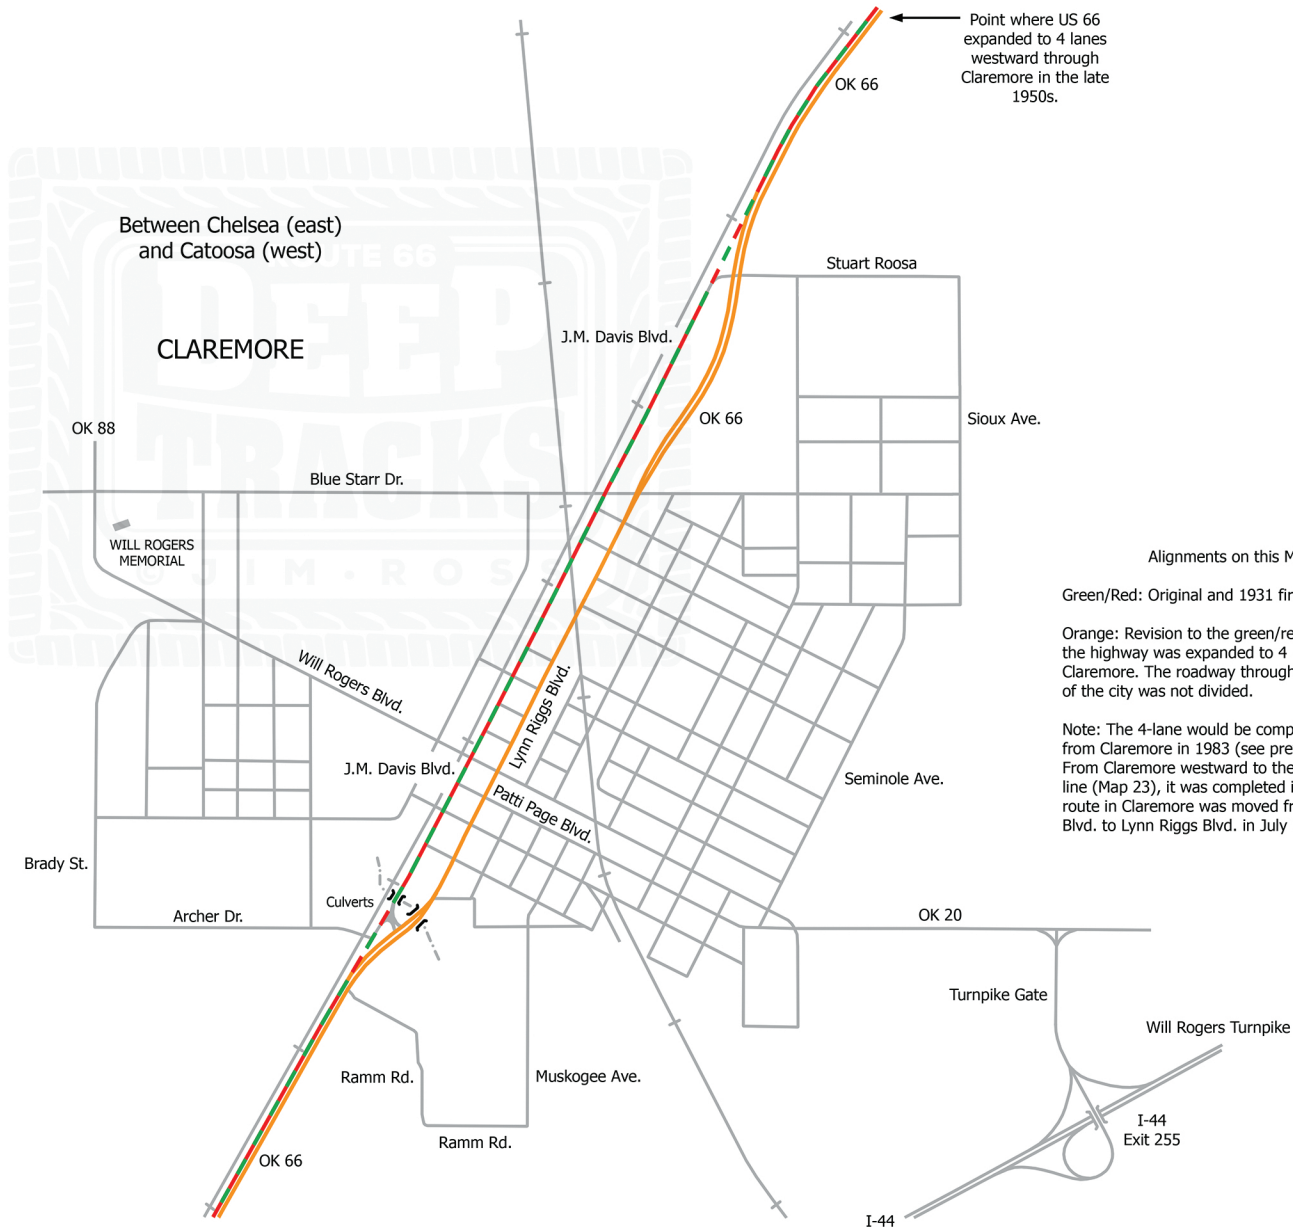 Point where US 66
expanded to 4 lanes
westward through
Claremore in the late
1950s.
OK 66
Between Chelsea (east)
and Catoosa (west)
ROUTE 66
DEEP
TRACKS
© JIM · ROSS
Stuart Roosa
J.M. Davis Blvd.
CLAREMORE
OK 66
Sioux Ave.
OK 88
Blue Starr Dr.
WILL ROGERS
MEMORIAL
Alignments on this M
Green/Red: Original and 1931 fir
Orange: Revision to the green/re
the highway was expanded to 4
Claremore. The roadway through
of the city was not divided.
Note: The 4-lane would be comp
from Claremore in 1983 (see pre
From Claremore westward to the
line (Map 23), it was completed i
route in Claremore was moved fr
Blvd. to Lynn Riggs Blvd. in July
Will Rogers Blvd.
Lynn Riggs Blvd.
J.M. Davis Blvd.
Seminole Ave.
Patti Page Blvd.
Brady St.
Culverts
Archer Dr.
OK 20
Turnpike Gate
Will Rogers Turnpike
Ramm Rd.
Muskogee Ave.
I-44
Exit 255
Ramm Rd.
OK 66
I-44